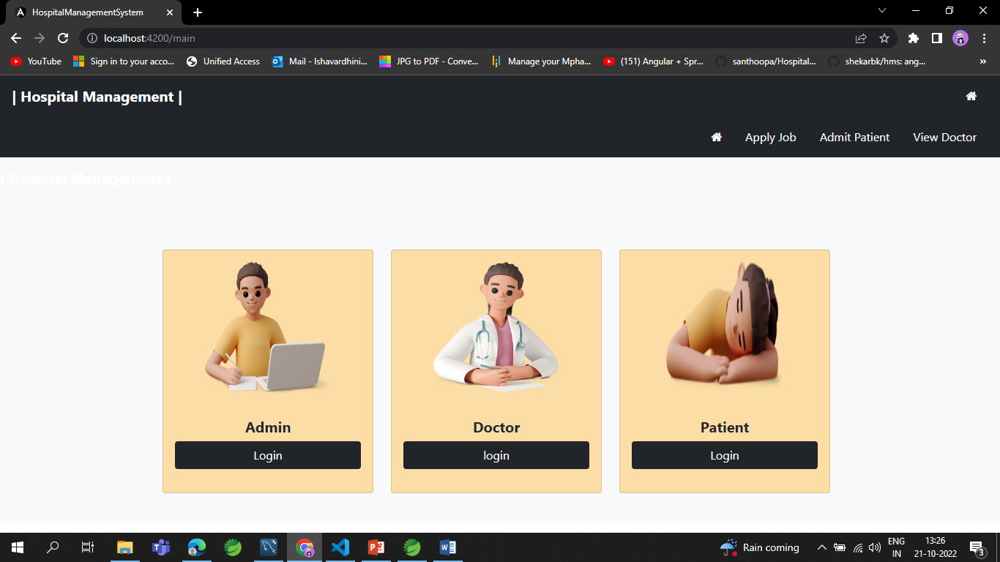 HospitalManagementSystem
localhost:4200/main
YouTube Sign in to your acco... Unified Access Mail - Ishavardhini... JPG to PDF - Conve... Manage your Mpha... (151) Angular + Spr... santhoopa/Hospital... shekarbk/hms: ang... »
| Hospital Management |
Apply Job Admit Patient View Doctor
| Hospital Management |
Admin Doctor Patient
Login login Login
Rain coming ENG IN 13:26 21-10-2022 3